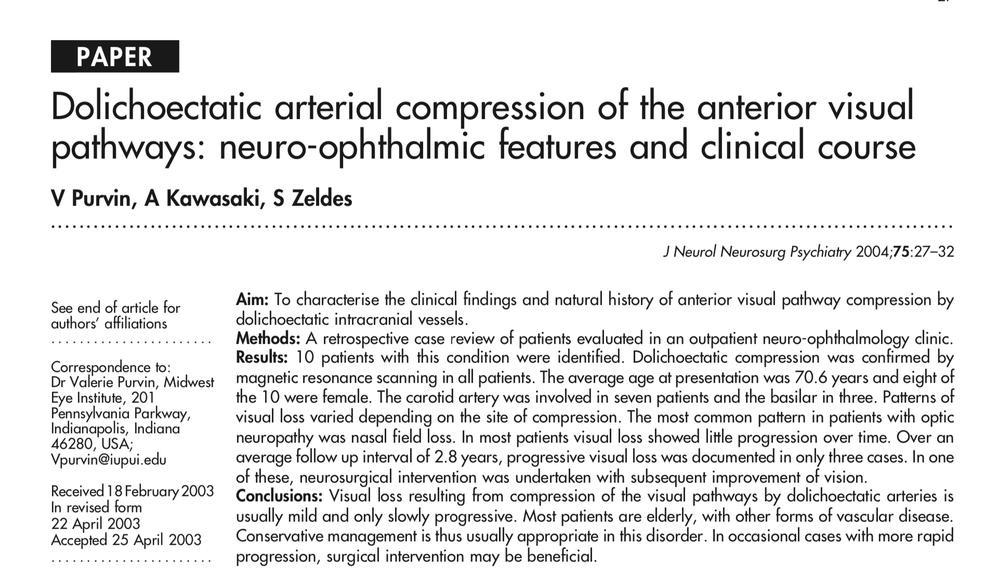 PAPER
Dolichoectatic arterial compression of the anterior visual
pathways: neuro-ophthalmic features and clinical course
V Purvin, A Kawasaki, S Zeldes
J Neurol Neurosurg Psychiatry 2004;75:27–32
See end of article for
authors’ affiliations
Correspondence to:
Dr Valerie Purvin, Midwest
Eye Institute, 201
Pennsylvania Parkway,
Indianapolis, Indiana
46280, USA;
Vpurvin@iupui.edu
Received 18 February 2003
In revised form
22 April 2003
Accepted 25 April 2003
Aim: To characterise the clinical findings and natural history of anterior visual pathway compression by
dolichoectatic intracranial vessels.
Methods: A retrospective case review of patients evaluated in an outpatient neuro-ophthalmology clinic.
Results: 10 patients with this condition were identified. Dolichoectatic compression was confirmed by
magnetic resonance scanning in all patients. The average age at presentation was 70.6 years and eight of
the 10 were female. The carotid artery was involved in seven patients and the basilar in three. Patterns of
visual loss varied depending on the site of compression. The most common pattern in patients with optic
neuropathy was nasal field loss. In most patients visual loss showed little progression over time. Over an
average follow up interval of 2.8 years, progressive visual loss was documented in only three cases. In one
of these, neurosurgical intervention was undertaken with subsequent improvement of vision.
Conclusions: Visual loss resulting from compression of the visual pathways by dolichoectatic arteries is
usually mild and only slowly progressive. Most patients are elderly, with other forms of vascular disease.
Conservative management is thus usually appropriate in this disorder. In occasional cases with more rapid
progression, surgical intervention may be beneficial.